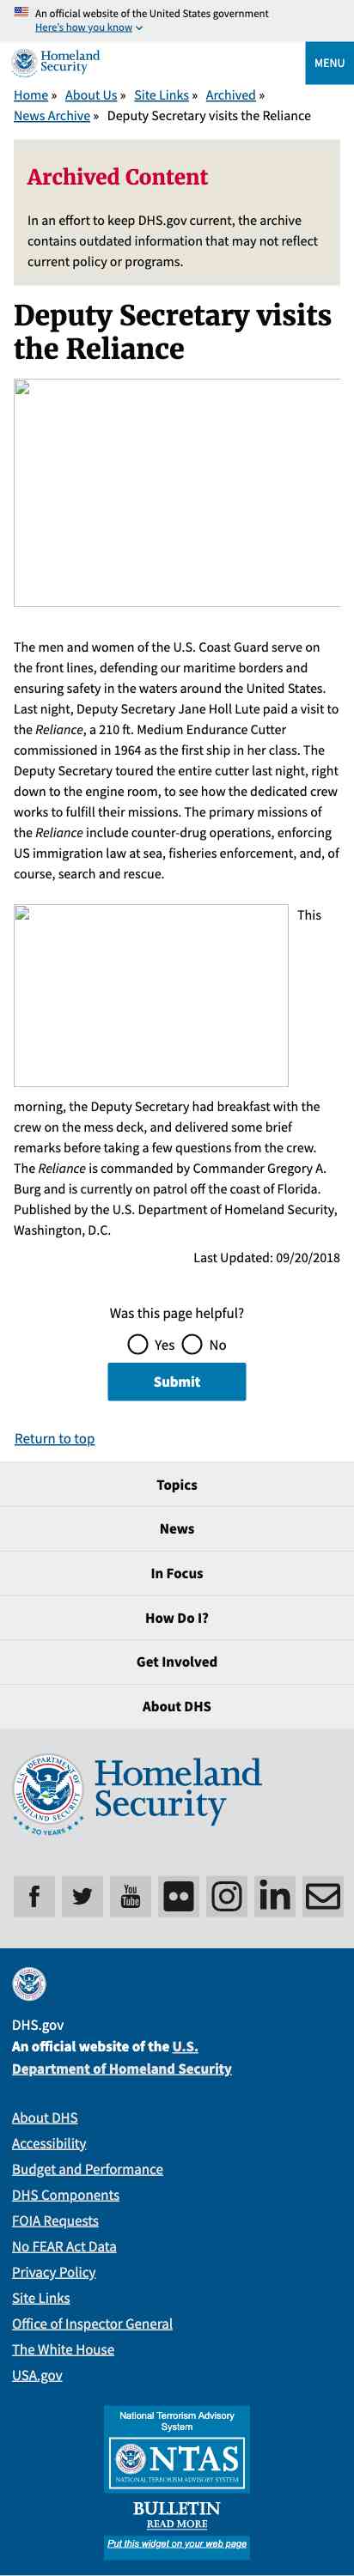 An official website of the United States government
Here's how you know
Homeland
Security
MENU
Home » About Us » Site Links » Archived »
News Archive » Deputy Secretary visits the Reliance
Archived Content
In an effort to keep DHS.gov current, the archive
contains outdated information that may not reflect
current policy or programs.
Deputy Secretary visits
the Reliance
The men and women of the U.S. Coast Guard serve on
the front lines, defending our maritime borders and
ensuring safety in the waters around the United States.
Last night, Deputy Secretary Jane Holl Lute paid a visit to
the Reliance, a 210 ft. Medium Endurance Cutter
commissioned in 1964 as the first ship in her class. The
Deputy Secretary toured the entire cutter last night, right
down to the engine room, to see how the dedicated crew
works to fulfill their missions. The primary missions of
the Reliance include counter-drug operations, enforcing
US immigration law at sea, fisheries enforcement, and, of
course, search and rescue.
This
morning, the Deputy Secretary had breakfast with the
crew on the mess deck, and delivered some brief
remarks before taking a few questions from the crew.
The Reliance is commanded by Commander Gregory A.
Burg and is currently on patrol off the coast of Florida.
Published by the U.S. Department of Homeland Security,
Washington, D.C.
Last Updated: 09/20/2018
Was this page helpful?
Yes No
Submit
Return to top
Topics
News
In Focus
How Do I?
Get Involved
About DHS
U.S. DEPARTMENT OF
HOMELAND SECURITY
20 YEARS
Homeland
Security
You
Tube
DHS.gov
An official website of the U.S.
Department of Homeland Security
About DHS
Accessibility
Budget and Performance
DHS Components
FOIA Requests
No FEAR Act Data
Privacy Policy
Site Links
Office of Inspector General
The White House
USA.gov
National Terrorism Advisory
System
NTAS
NATIONAL TERRORISM ADVISORY SYSTEM
BULLETIN
READ MORE
Put this widget on your web page